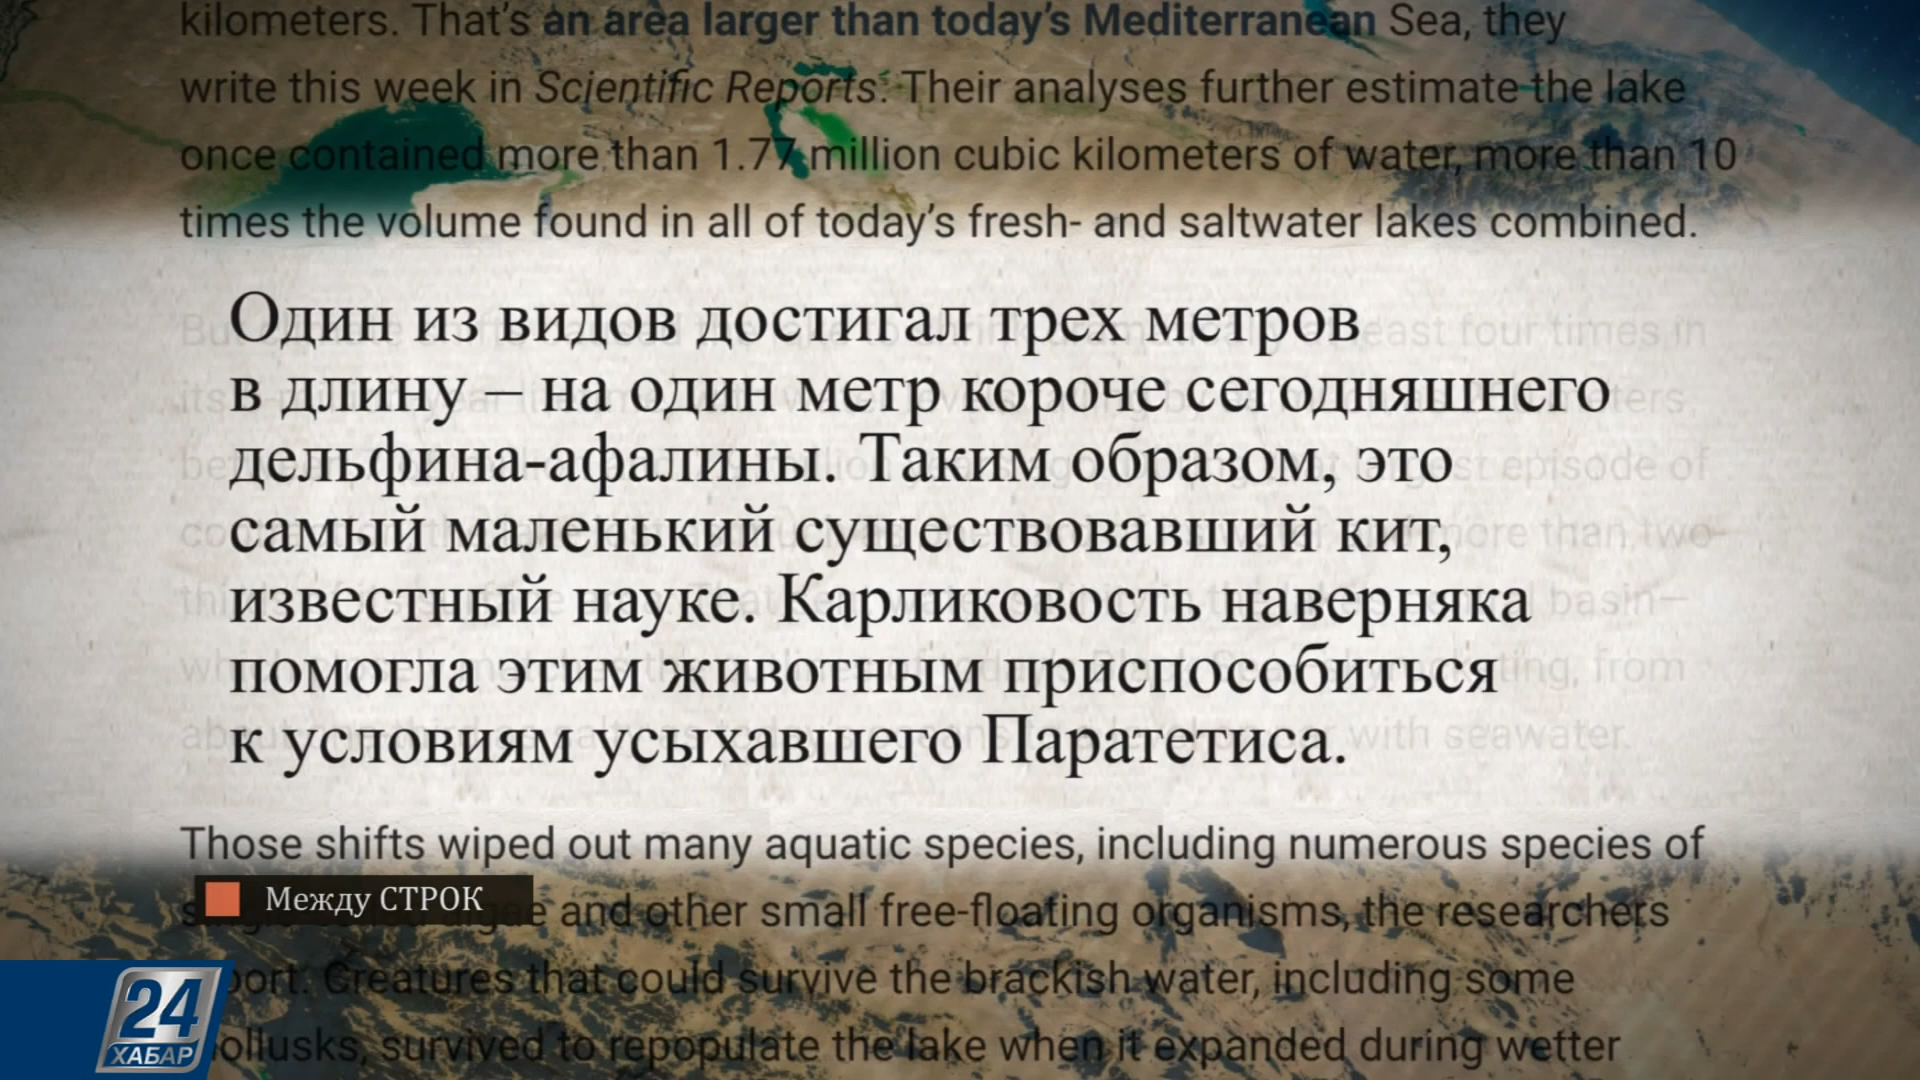 kilometers. That’s an area larger than today’s Mediterranean Sea, they
write this week in Scientific Reports. Their analyses further estimate the lake
once contained more than 1.77 million cubic kilometers of water, more than 10
times the volume found in all of today’s fresh- and saltwater lakes combined.
Один из видов достигал трех метров
в длину – на один метр короче сегодняшнего
дельфина-афалины. Таким образом, это
самый маленький существовавший кит,
известный науке. Карликовость наверняка
помогла этим животным приспособиться
к условиям усыхавшего Паратетиса.
Those shifts wiped out many aquatic species, including numerous species of
Между СТРОК
and other small free-floating organisms, the researchers
Creatures that could survive the brackish water, including some
survived to repopulate the lake when it expanded during wetter
24
ХАБАР